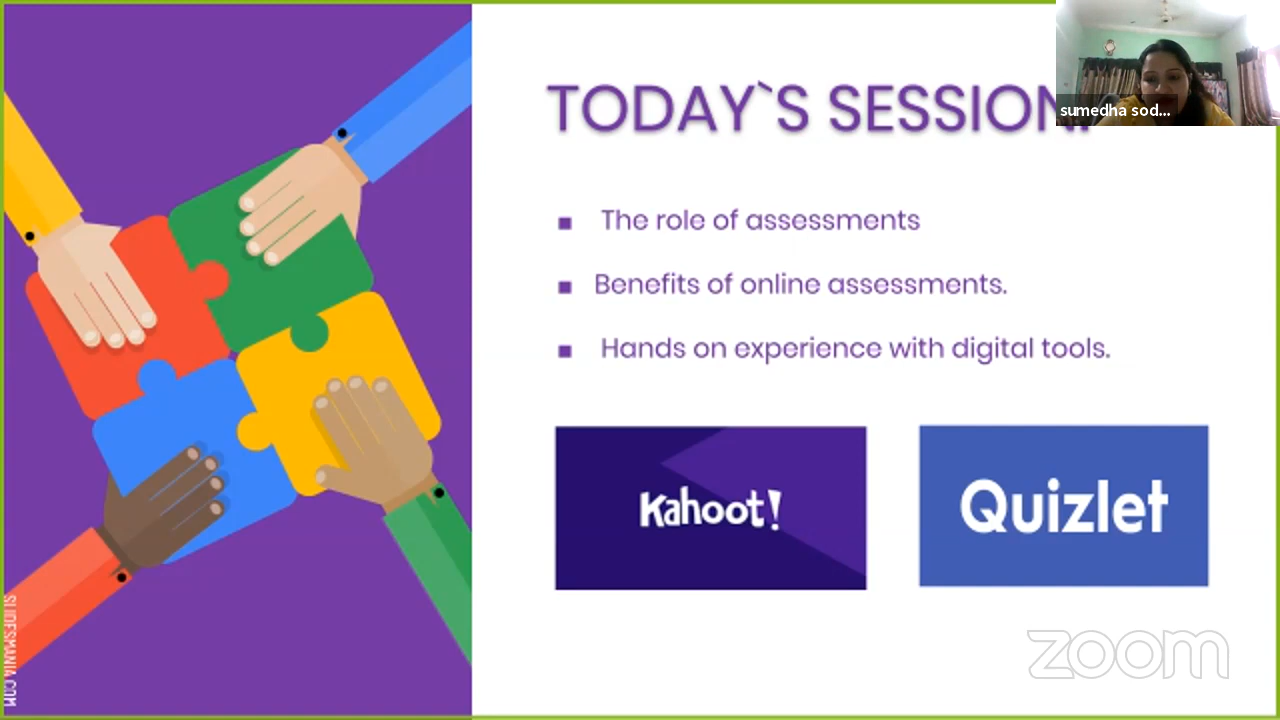 TODAY`S SESSION
sumedha sod...
The role of assessments
Benefits of online assessments.
Hands on experience with digital tools.
Kahoot!
Quizlet
zoom
SLIDESMANIA.COM